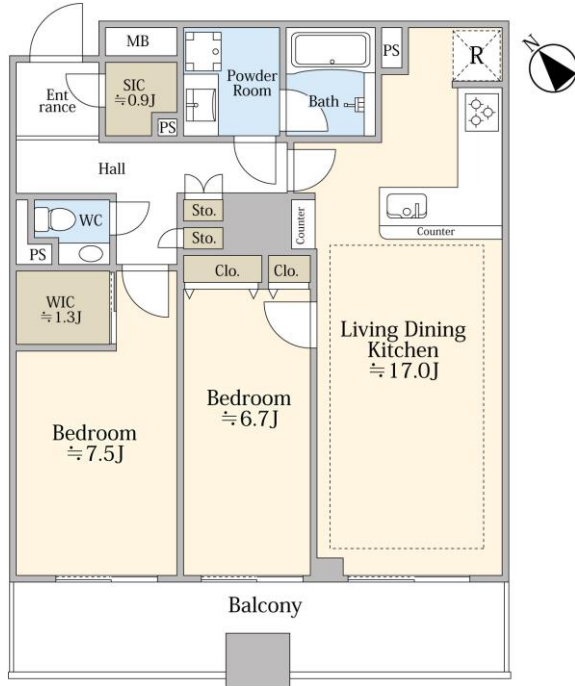 MB
PS
R
N
SIC
≒0.9J
Powder
Room
Bath
Ent
rance
PS
Hall
Sto.
Counter
Counter
WC
Sto.
PS
Clo.
Clo.
WIC
≒1.3J
Living Dining
Kitchen
≒17.0J
Bedroom
≒6.7J
Bedroom
≒7.5J
Balcony